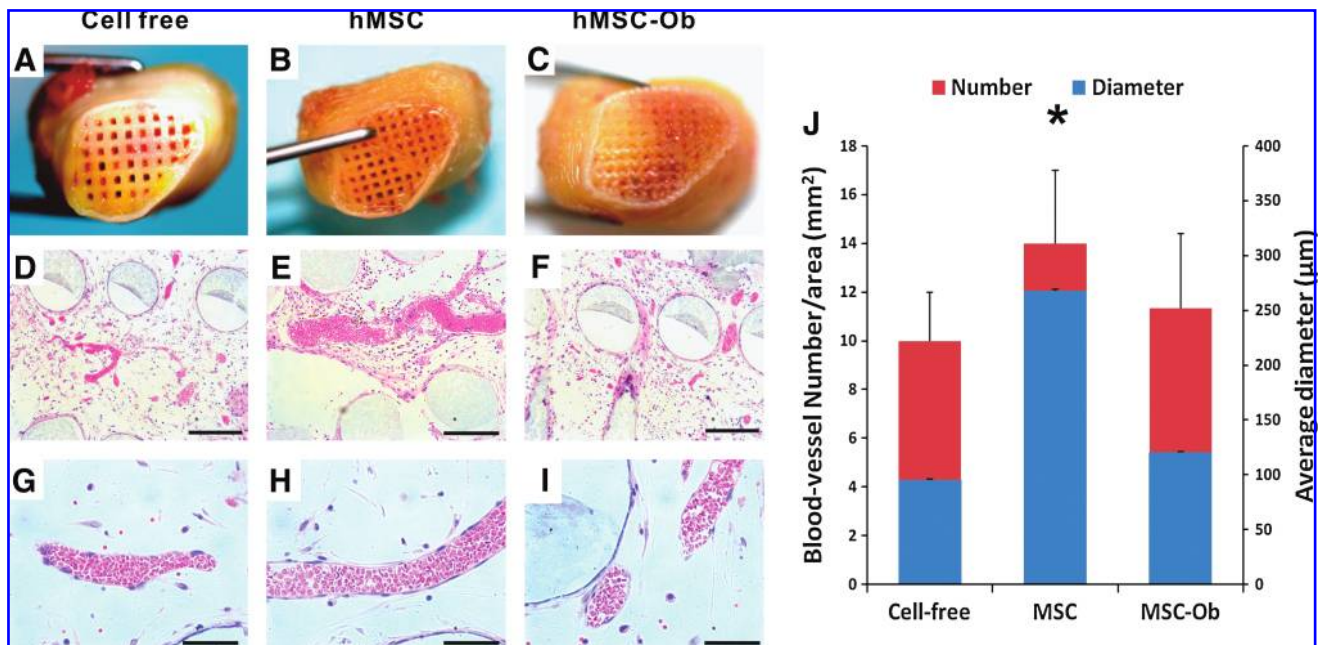 Cell free
hMSC
hMSC-Ob
A
B
C
D
E
F
G
H
I
J
Number
Diameter
*
Blood-vessel Number/area (mm²)
18
16
14
12
10
8
6
4
2
0
400
350
300
250
200
150
100
50
0
Average diameter (µm)
Cell-free
MSC
MSC-Ob